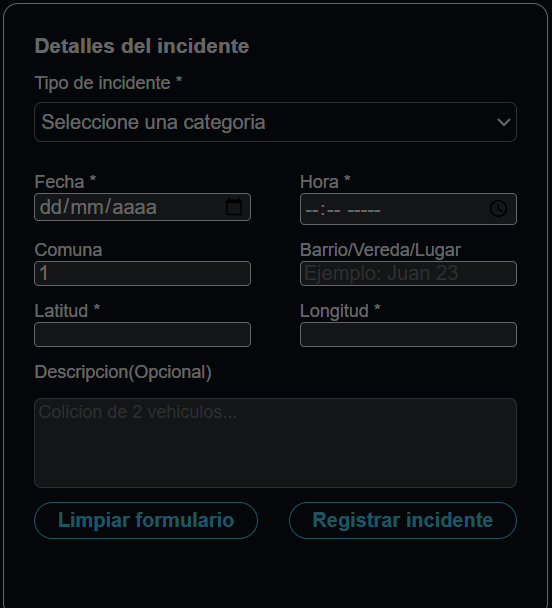 Detalles del incidente
Tipo de incidente *
Seleccione una categoria
Fecha * Hora *
dd/mm/aaaa --:-- -----
Comuna Barrio/Vereda/Lugar
1 Ejemplo: Juan 23
Latitud * Longitud *
Descripcion(Opcional)
Colicion de 2 vehiculos...
Limpiar formulario Registrar incidente